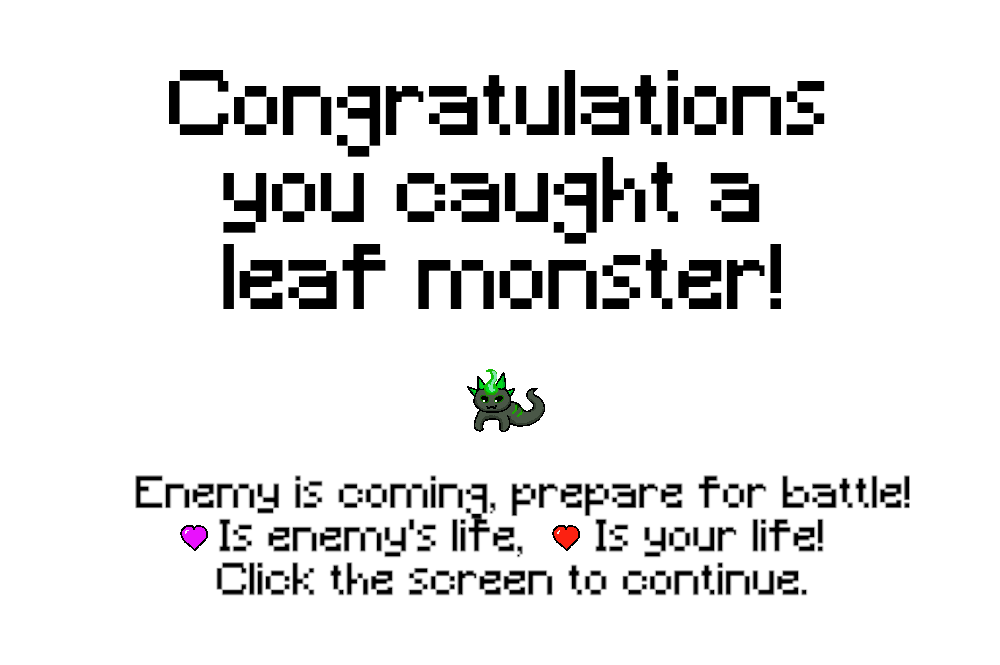 Congratulations
you caught a
leaf monster!
Enemy is coming, prepare for battle!
Is enemy's life, Is your life!
Click the screen to continue.